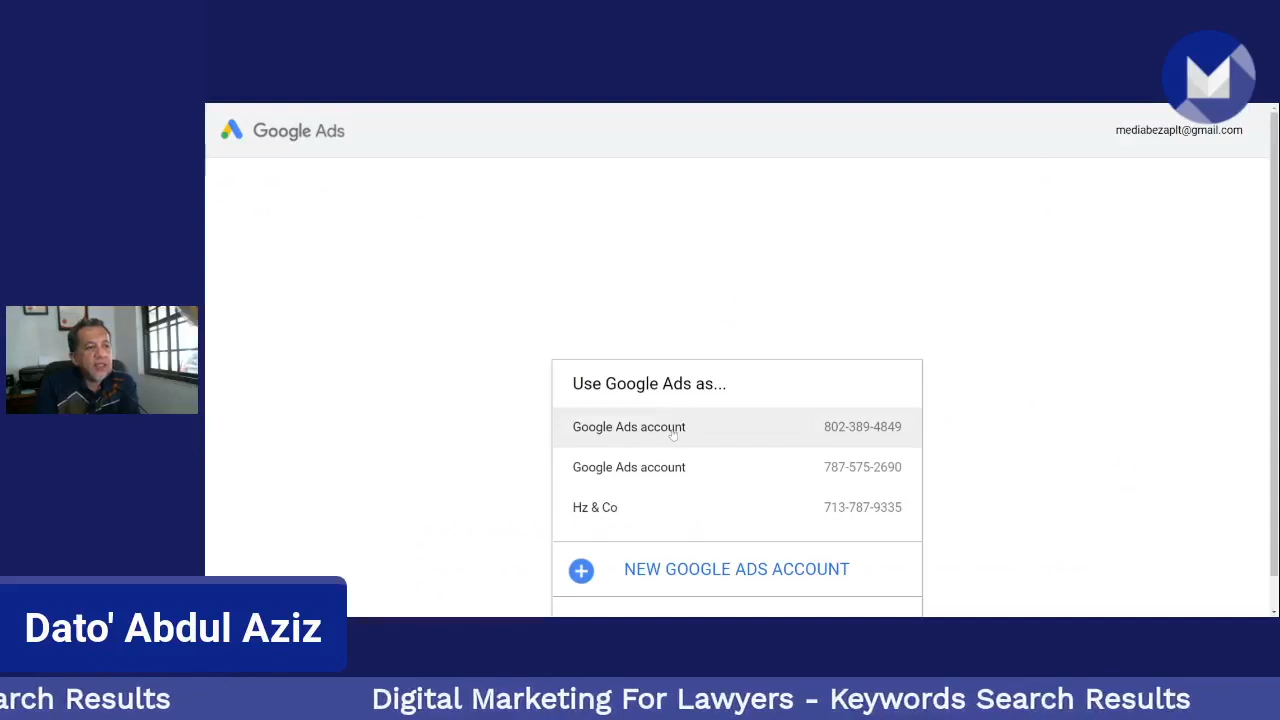 Google Ads
mediabezaplt@gmail.com
Use Google Ads as...
Google Ads account 802-389-4849
Google Ads account 787-575-2690
Hz & Co 713-787-9335
NEW GOOGLE ADS ACCOUNT
Dato' Abdul Aziz
arch Results Digital Marketing For Lawyers - Keywords Search Results